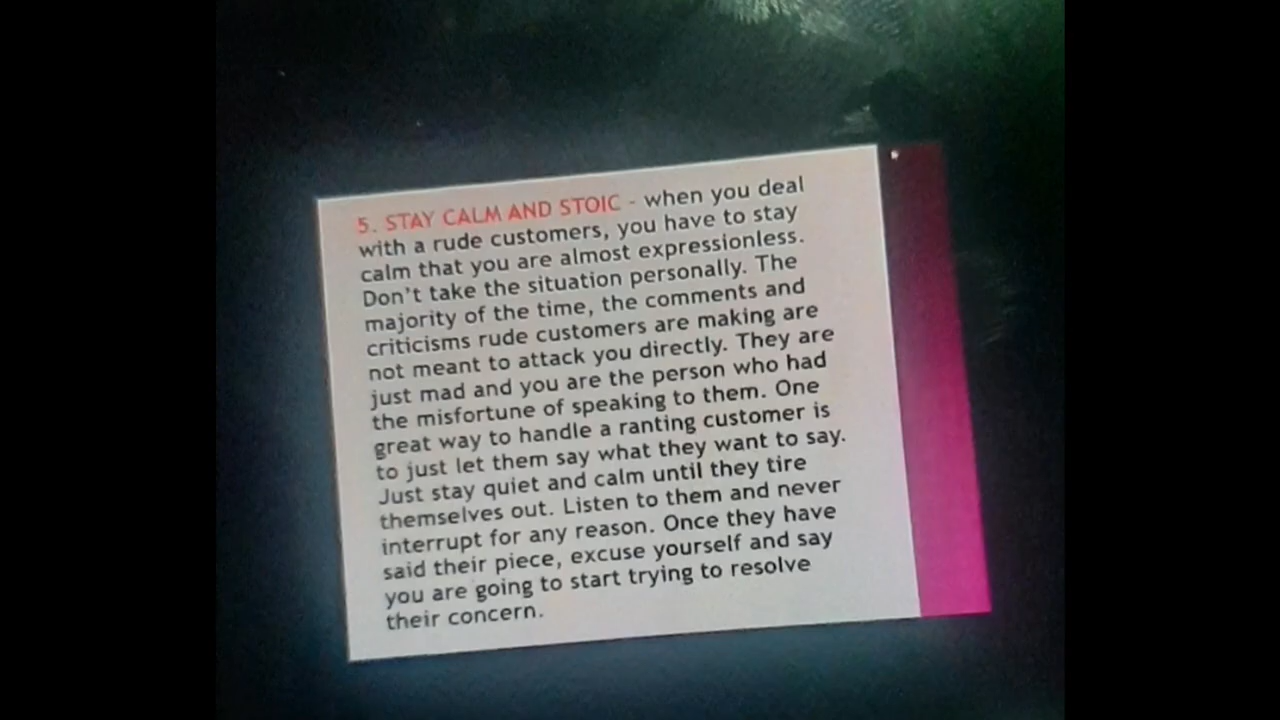 5. STAY CALM AND STOIC - when you deal
with a rude customers, you have to stay
calm that you are almost expressionless.
Don't take the situation personally. The
majority of the time, the comments and
criticisms rude customers are making are
not meant to attack you directly. They are
just mad and you are the person who had
the misfortune of speaking to them. One
great way to handle a ranting customer is
to just let them say what they want to say.
Just stay quiet and calm until they tire
themselves out. Listen to them and never
interrupt for any reason. Once they have
said their piece, excuse yourself and say
you are going to start trying to resolve
their concern.